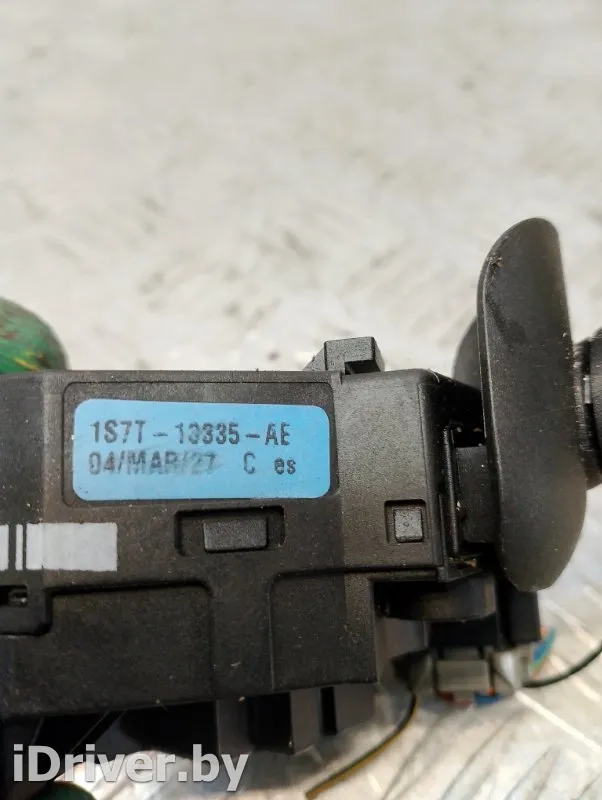 1S7T-13335-AE
04/MAR/27 C es
iDriver.by